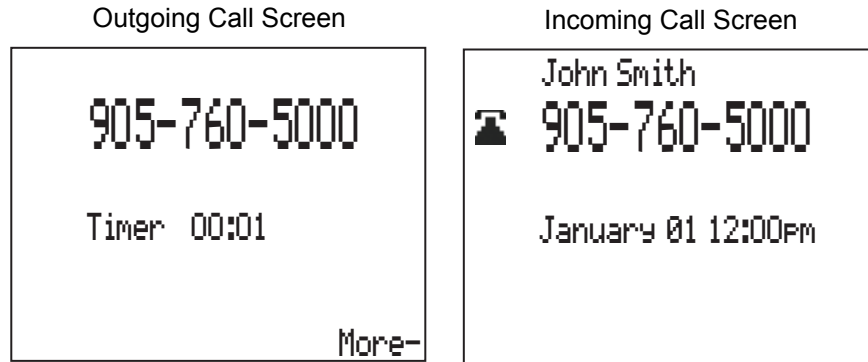 Outgoing Call Screen
905-760-5000
Timer 00:01
More-
Incoming Call Screen
John Smith
905-760-5000
January 01 12:00PM